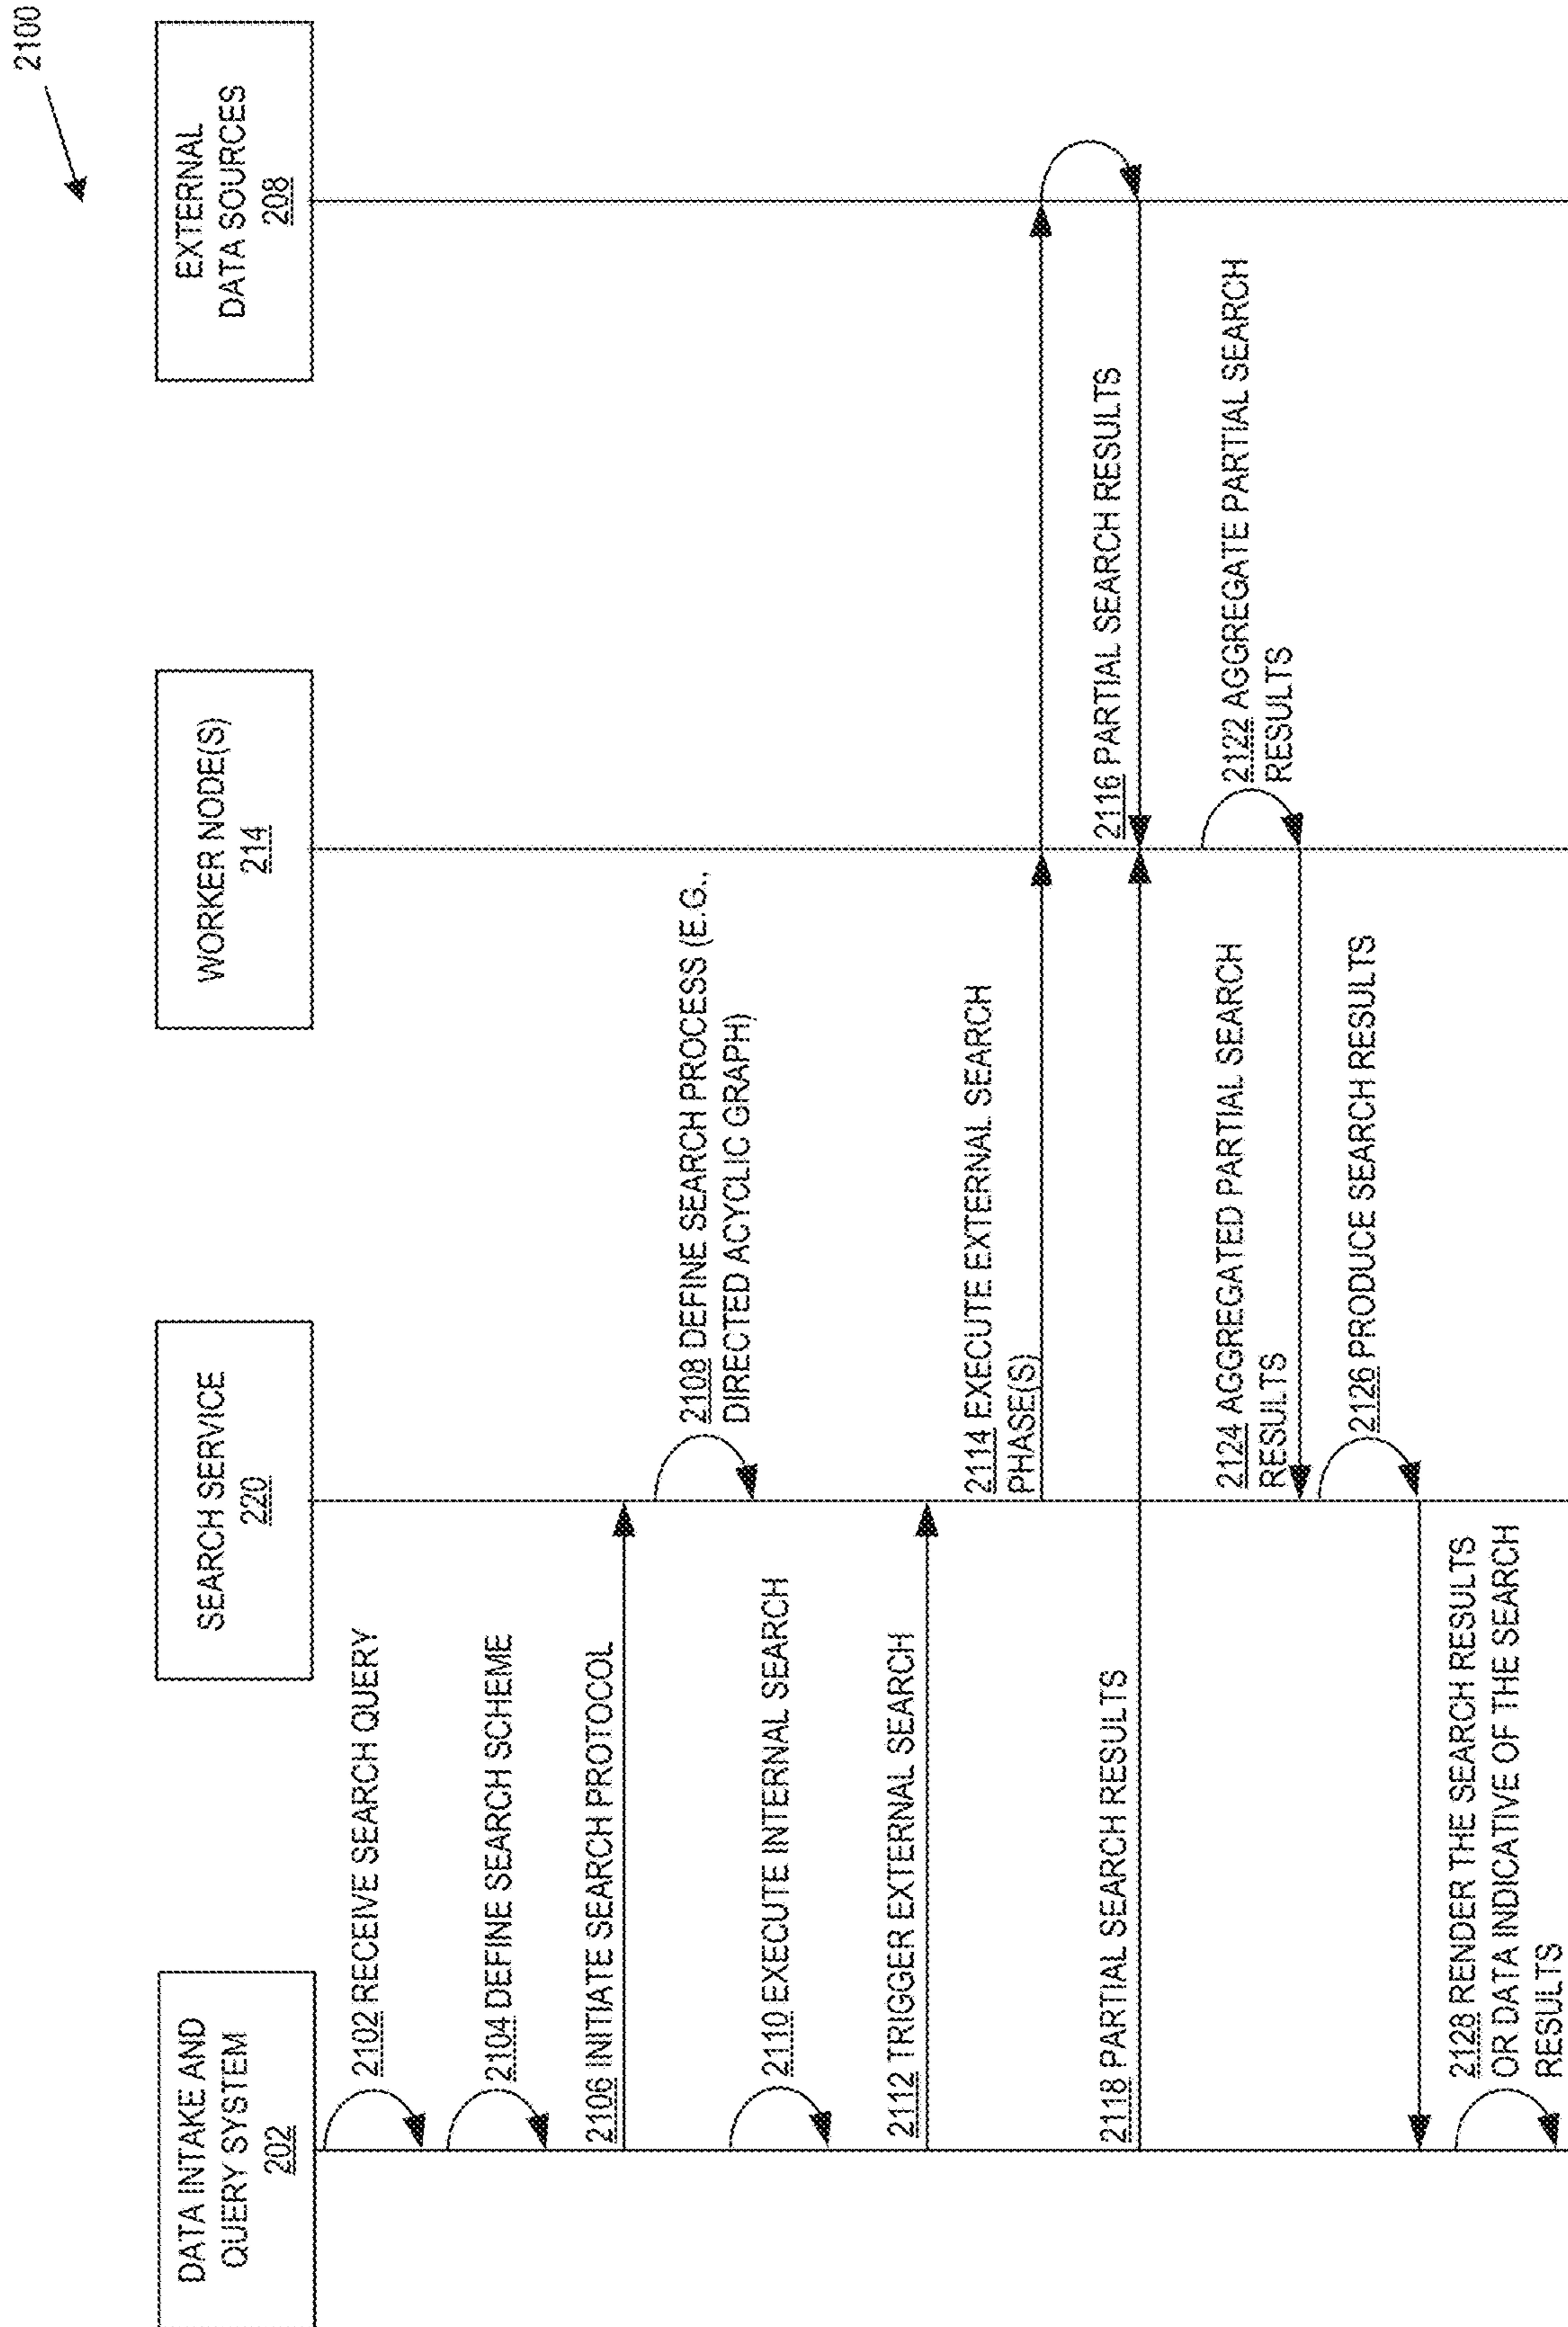 2100
DATA INTAKE AND
QUERY SYSTEM
202
SEARCH SERVICE
220
WORKER NODE(S)
214
EXTERNAL
DATA SOURCES
208
2102 RECEIVE SEARCH QUERY
2104 DEFINE SEARCH SCHEME
2106 INITIATE SEARCH PROTOCOL
2108 DEFINE SEARCH PROCESS (E.G.,
DIRECTED ACYCLIC GRAPH)
2110 EXECUTE INTERNAL SEARCH
2112 TRIGGER EXTERNAL SEARCH
2114 EXECUTE EXTERNAL SEARCH
PHASE(S)
2116 PARTIAL SEARCH RESULTS
2118 PARTIAL SEARCH RESULTS
2122 AGGREGATE PARTIAL SEARCH
RESULTS
2124 AGGREGATED PARTIAL SEARCH
RESULTS
2126 PRODUCE SEARCH RESULTS
2128 RENDER THE SEARCH RESULTS
OR DATA INDICATIVE OF THE SEARCH
RESULTS